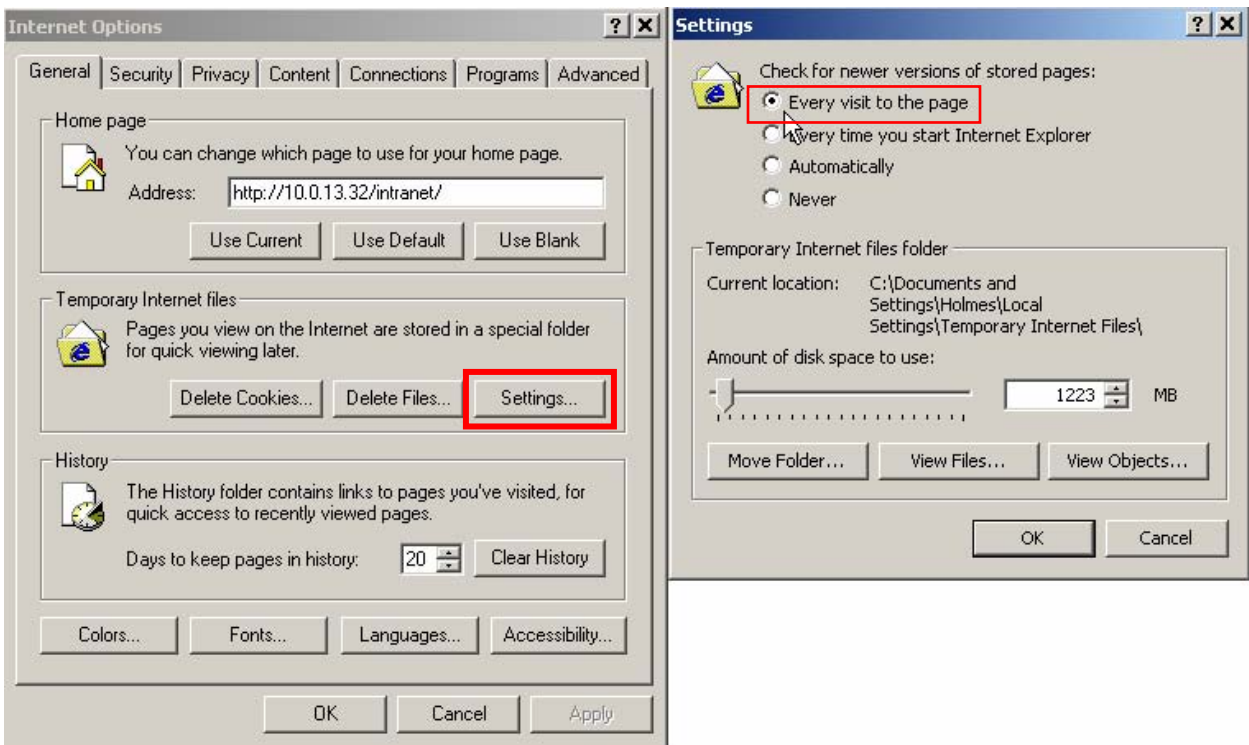 Internet Options
General Security Privacy Content Connections Programs Advanced
Home page
You can change which page to use for your home page.
Address: http://10.0.13.32/intranet/
Use Current Use Default Use Blank
Temporary Internet files
Pages you view on the Internet are stored in a special folder
for quick viewing later.
Delete Cookies... Delete Files... Settings...
History
The History folder contains links to pages you've visited, for
quick access to recently viewed pages.
Days to keep pages in history: 20 Clear History
Colors... Fonts... Languages... Accessibility...
OK Cancel Apply
Settings
Check for newer versions of stored pages:
Every visit to the page
Every time you start Internet Explorer
Automatically
Never
Temporary Internet files folder
Current location: C:\Documents and
Settings\Holmes\Local
Settings\Temporary Internet Files\
Amount of disk space to use:
1223 MB
Move Folder... View Files... View Objects...
OK Cancel